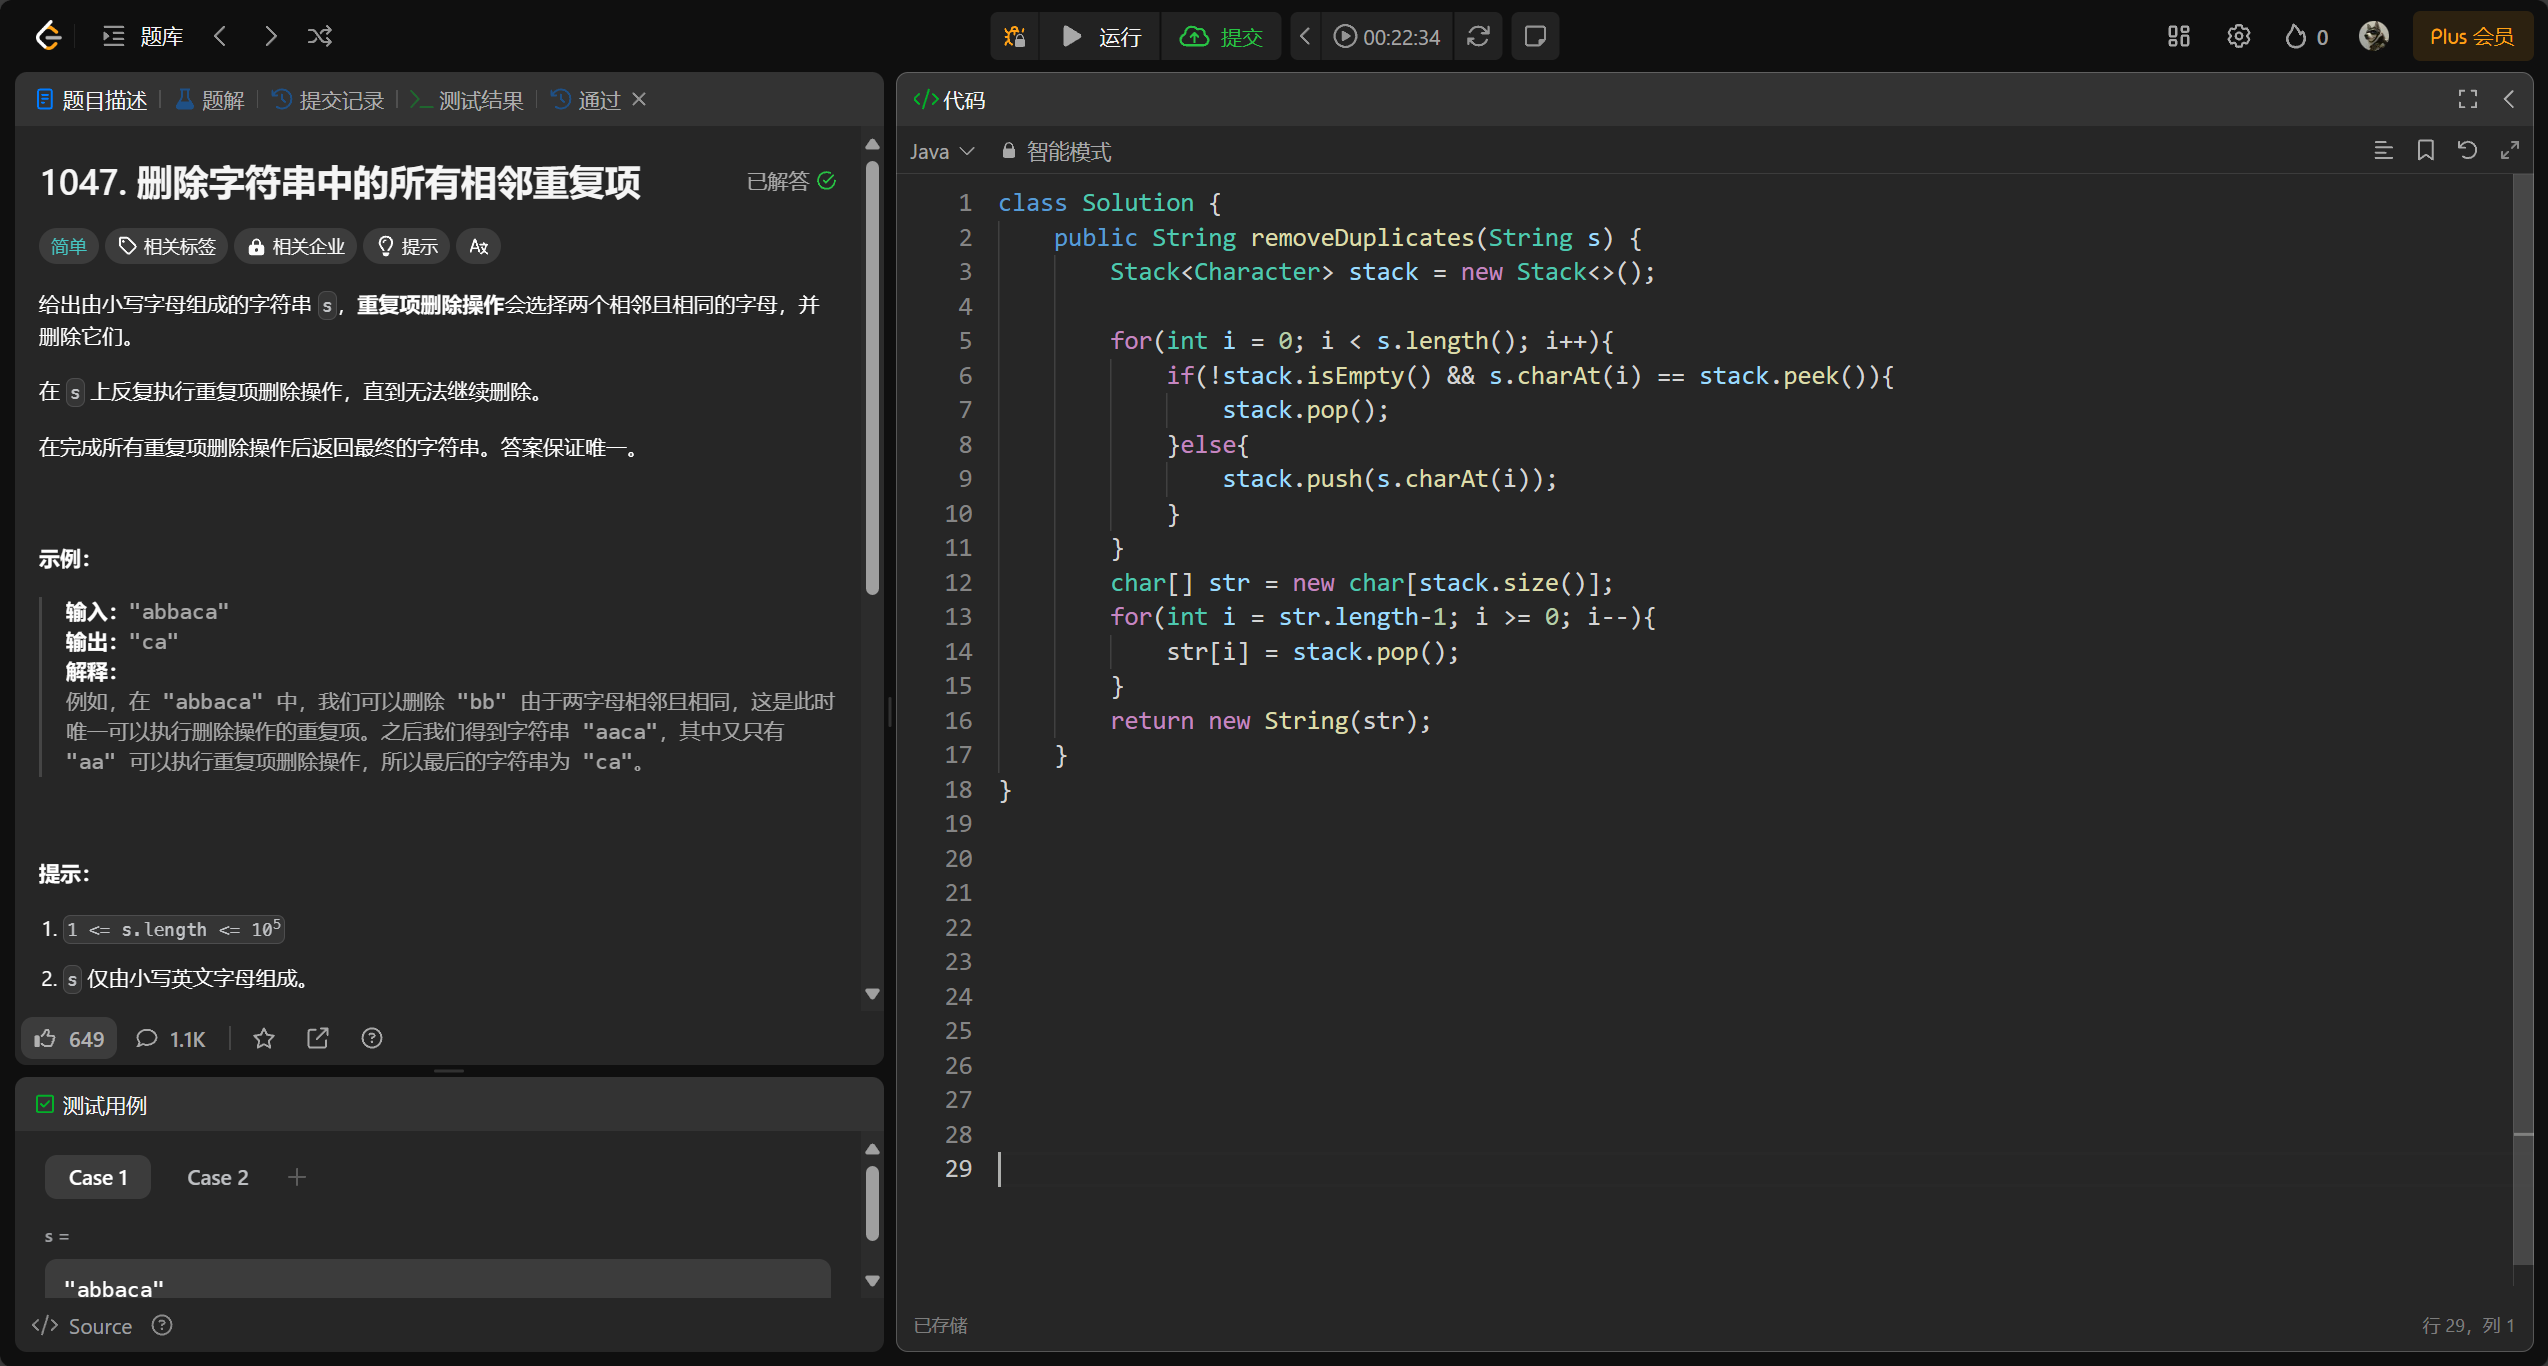 题库
运行
提交
00:22:34
0
Plus 会员
题目描述
题解
提交记录
测试结果
通过
1047. 删除字符串中的所有相邻重复项
已解答
简单
相关标签
相关企业
提示
给出由小写字母组成的字符串 s，重复项删除操作会选择两个相邻且相同的字母，并
删除它们。
在 s 上反复执行重复项删除操作，直到无法继续删除。
在完成所有重复项删除操作后返回最终的字符串。答案保证唯一。
示例：
输入："abbaca"
输出："ca"
解释：
例如，在 "abbaca" 中，我们可以删除 "bb" 由于两字母相邻且相同，这是此时
唯一可以执行删除操作的重复项。之后我们得到字符串 "aaca"，其中又只有
"aa" 可以执行重复项删除操作，所以最后的字符串为 "ca"。
提示：
1. 1 <= s.length <= 10⁵
2. s 仅由小写英文字母组成。
649
1.1K
测试用例
Case 1
Case 2
s =
"abbaca"
Source
代码
Java
智能模式
1 class Solution {
2     public String removeDuplicates(String s) {
3         Stack<Character> stack = new Stack<>();
4
5         for(int i = 0; i < s.length(); i++){
6             if(!stack.isEmpty() && s.charAt(i) == stack.peek()){
7                 stack.pop();
8             }else{
9                 stack.push(s.charAt(i));
10             }
11         }
12         char[] str = new char[stack.size()];
13         for(int i = str.length-1; i >= 0; i--){
14             str[i] = stack.pop();
15         }
16         return new String(str);
17     }
18 }
19
20
21
22
23
24
25
26
27
28
29
已存储
行 29，列 1